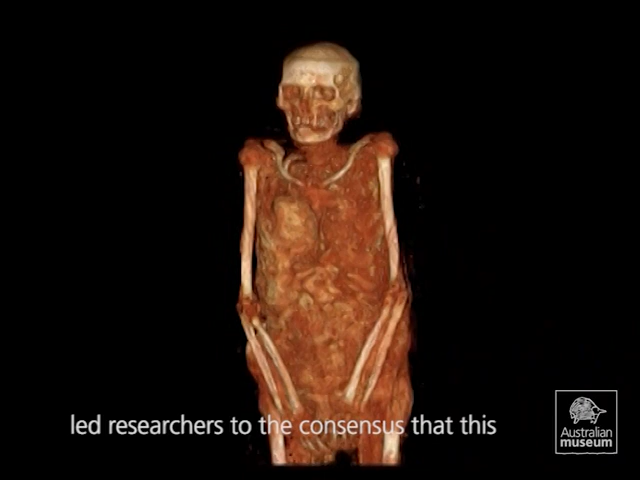 led researchers to the consensus that this
Australian
museum